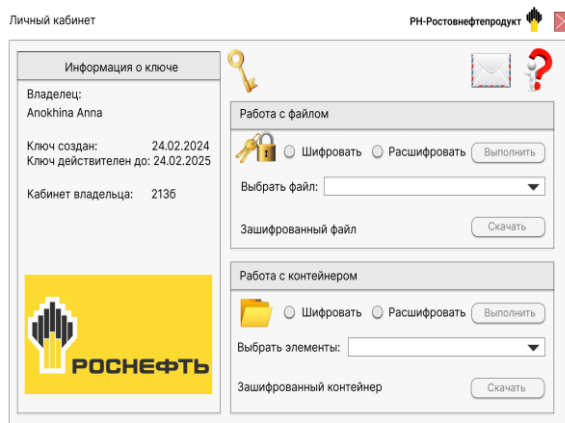 Личный кабинет
РН-Ростовнефтепродукт
Информация о ключе
Владелец:
Anokhina Anna
Ключ создан: 24.02.2024
Ключ действителен до: 24.02.2025
Кабинет владельца: 213б
РОСНЕФТЬ
Работа с файлом
Шифровать Расшифровать Выполнить
Выбрать файл:
Зашифрованный файл Скачать
Работа с контейнером
Шифровать Расшифровать Выполнить
Выбрать элементы:
Зашифрованный контейнер Скачать